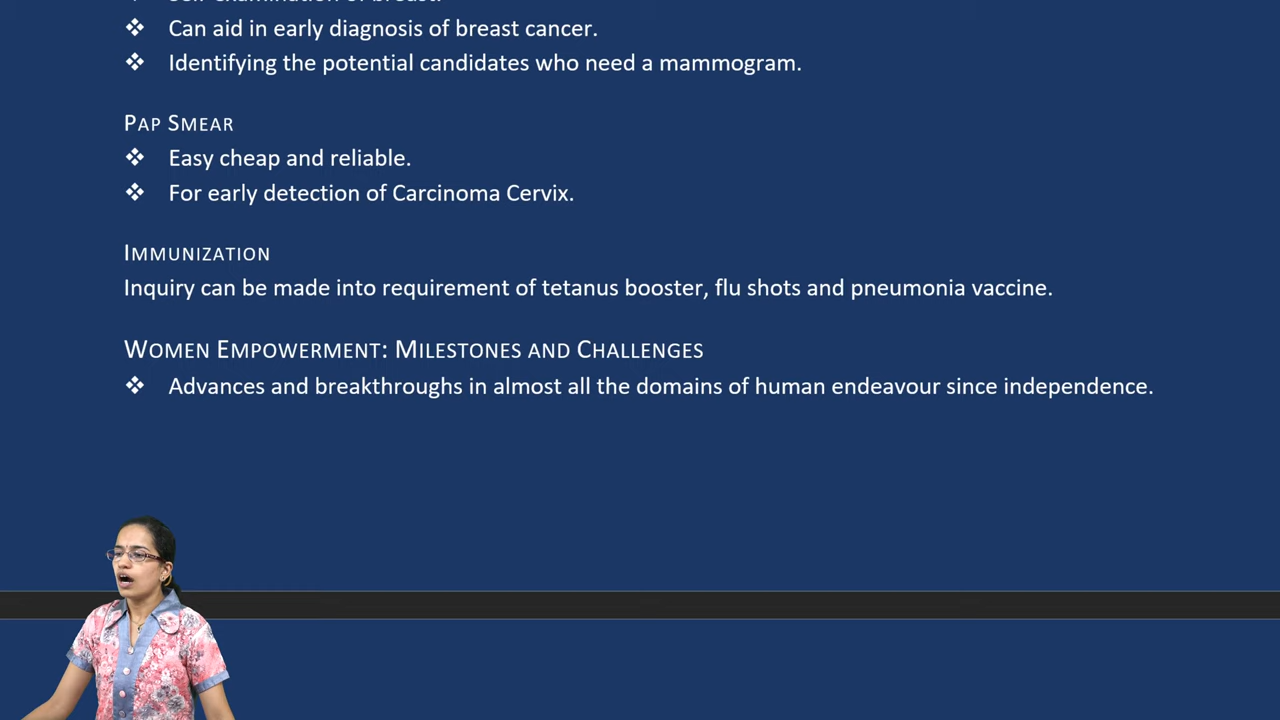 ❖ Can aid in early diagnosis of breast cancer.
❖ Identifying the potential candidates who need a mammogram.
PAP SMEAR
❖ Easy cheap and reliable.
❖ For early detection of Carcinoma Cervix.
IMMUNIZATION
Inquiry can be made into requirement of tetanus booster, flu shots and pneumonia vaccine.
WOMEN EMPOWERMENT: MILESTONES AND CHALLENGES
❖ Advances and breakthroughs in almost all the domains of human endeavour since independence.